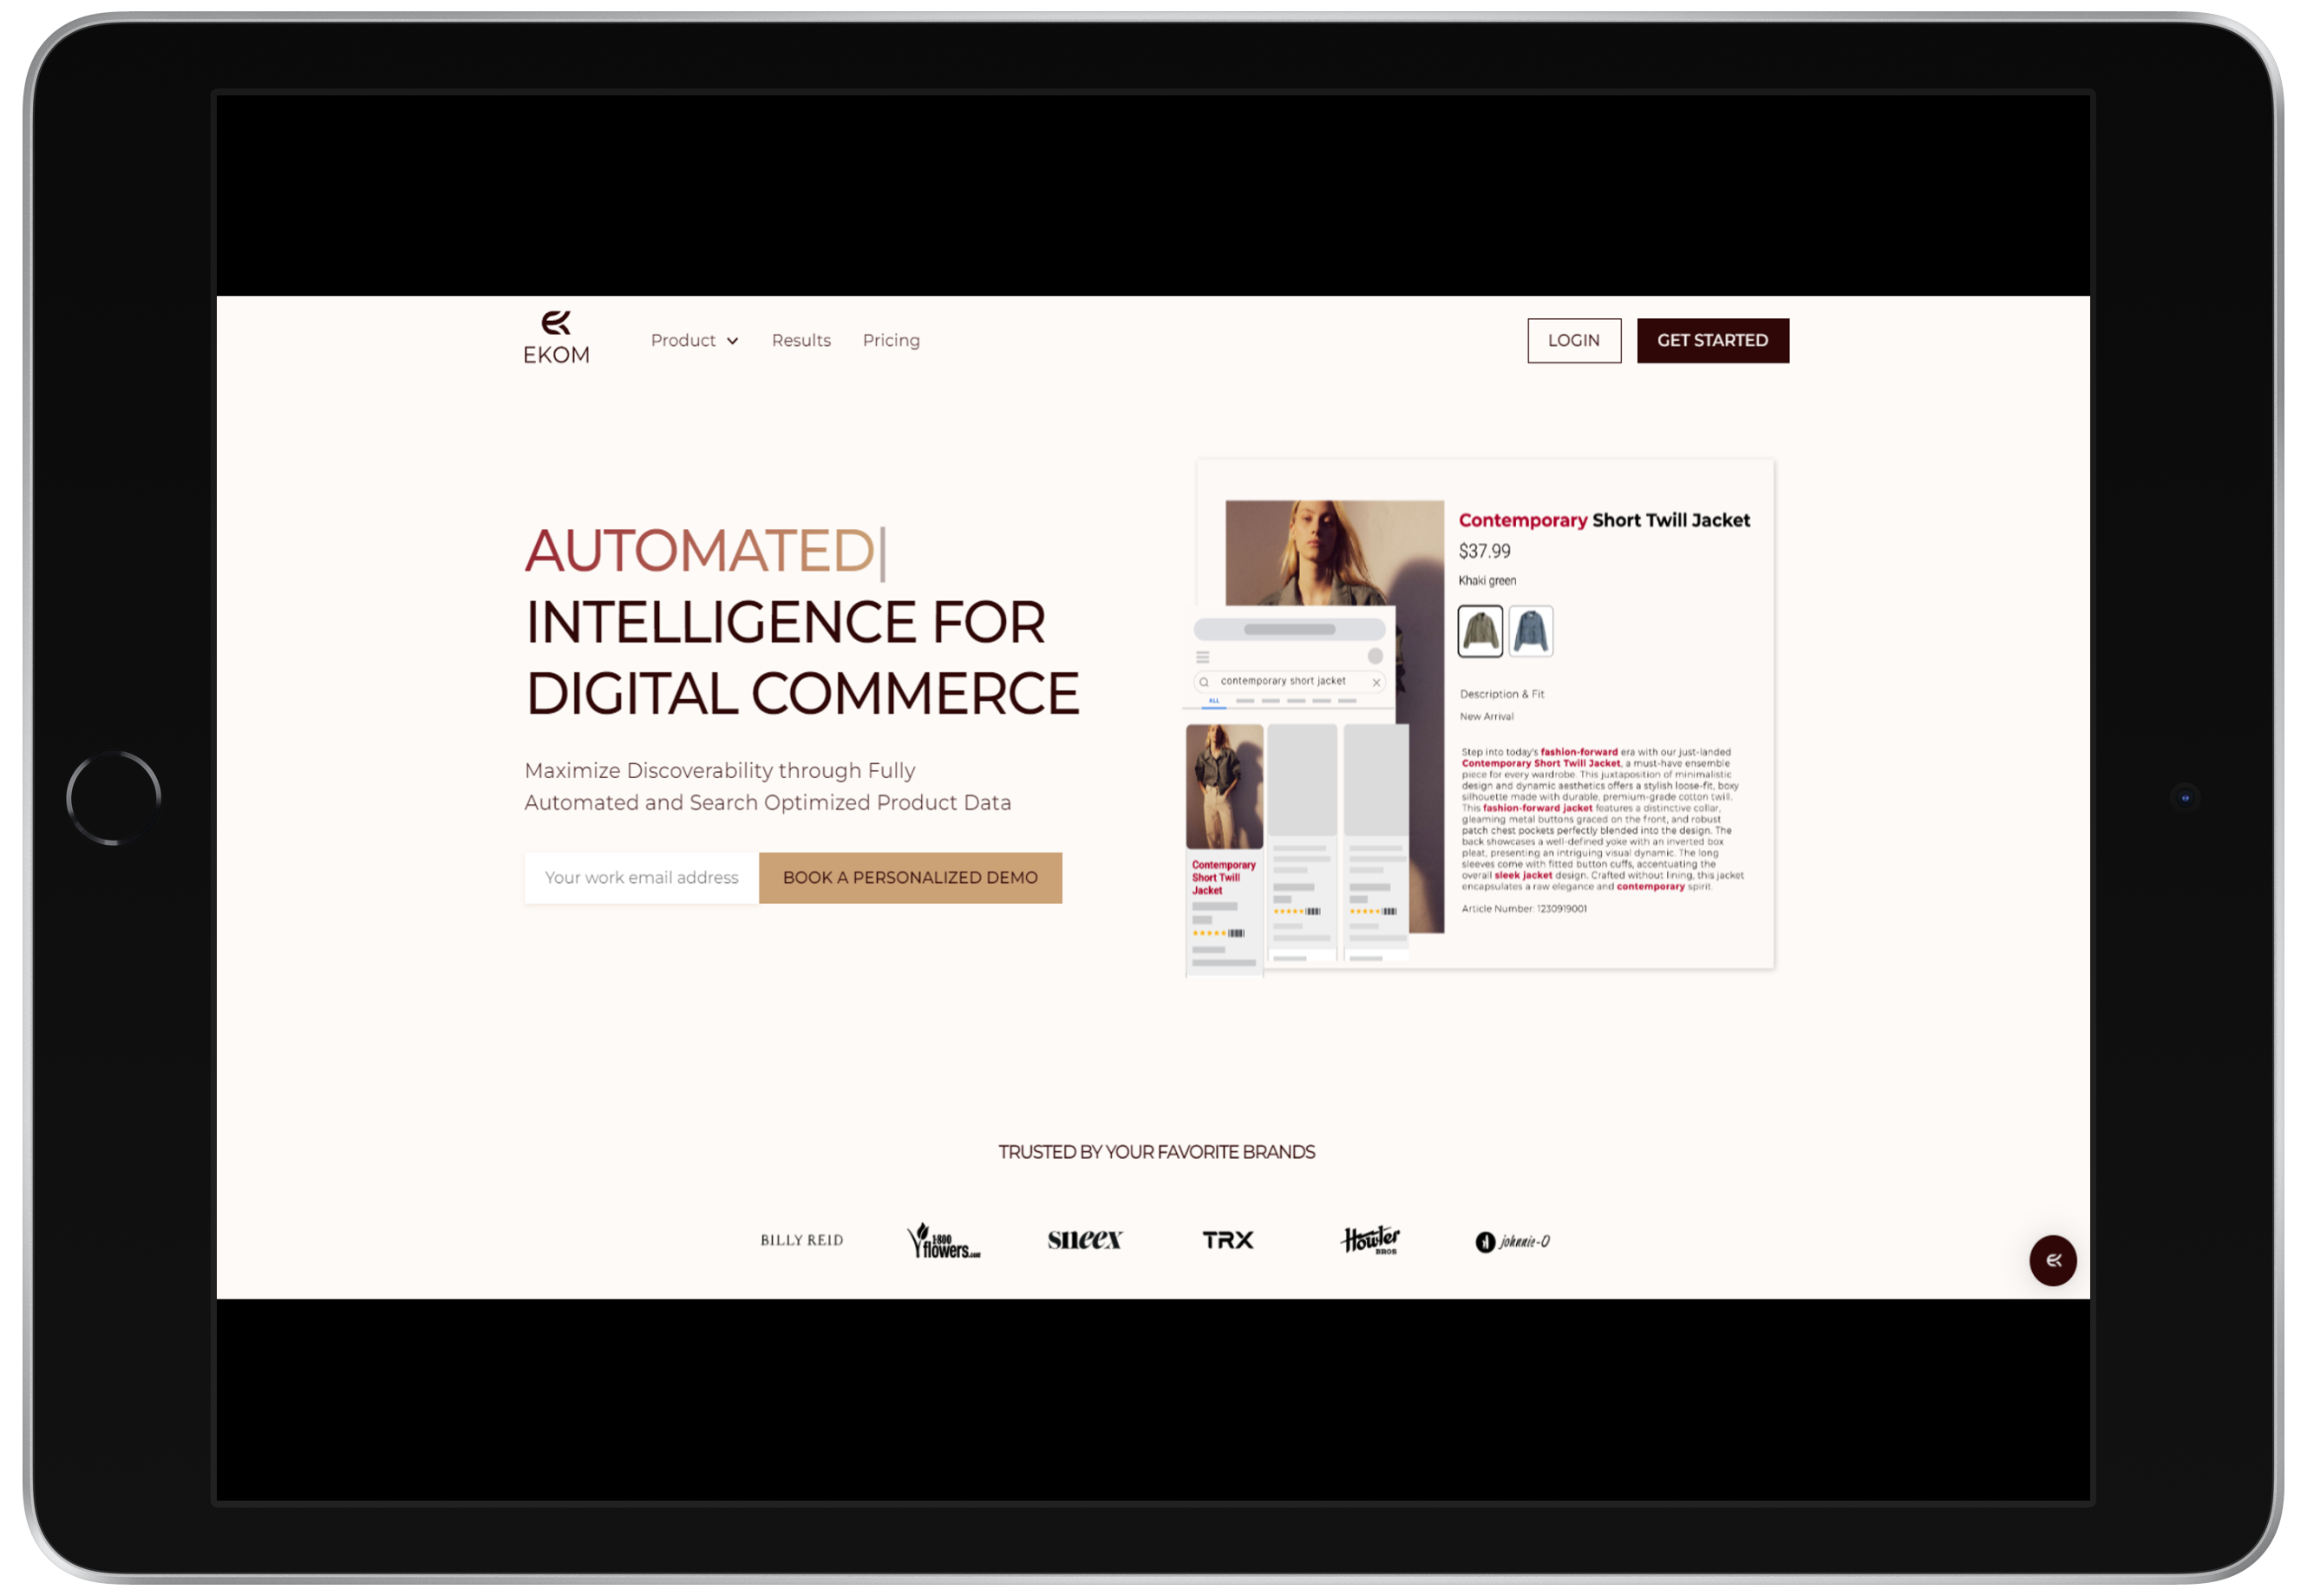 EKOM
Product
Results
Pricing
LOGIN
GET STARTED
AUTOMATED|
INTELLIGENCE FOR
DIGITAL COMMERCE
Maximize Discoverability through Fully
Automated and Search Optimized Product Data
Your work email address
BOOK A PERSONALIZED DEMO
contemporary short jacket
ALL
Contemporary
Short Twill
Jacket
Contemporary Short Twill Jacket
$37.99
Khaki green
Description & Fit
New Arrival
Step into today's fashion-forward era with our just-landed
Contemporary Short Twill Jacket, a must-have ensemble
piece for every wardrobe. This juxtaposition of minimalistic
design and dynamic aesthetics offers a stylish loose-fit, boxy
silhouette made with durable, premium-grade cotton twill.
This fashion-forward jacket features a distinctive collar,
gleaming metal buttons graced on the front, and robust
patch chest pockets perfectly blended into the design. The
back showcases a well-defined yoke with an inverted box
pleat, presenting an intriguing visual dynamic. The long
sleeves come with fitted button cuffs, accentuating the
overall sleek jacket design. Crafted without lining, this jacket
encapsulates a raw elegance and contemporary spirit.
Article Number: 1230919001
TRUSTED BY YOUR FAVORITE BRANDS
BILLY REID
1-800
flowers.com
sneex
TRX
Howler
BROS
johnnie-O